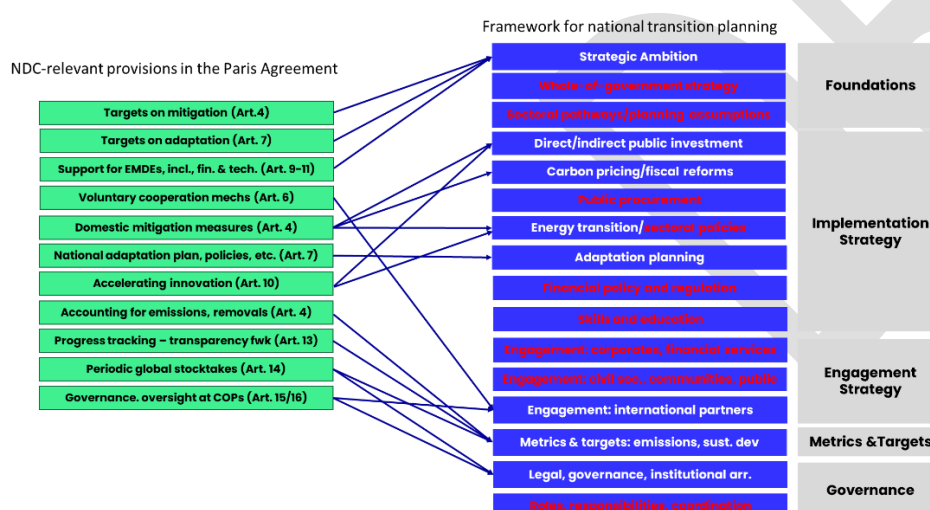 Framework for national transition planning
NDC-relevant provisions in the Paris Agreement
Targets on mitigation (Art.4)
Targets on adaptation (Art. 7)
Support for EMDEs, incl., fin. & tech. (Art. 9-11)
Voluntary cooperation mechs (Art. 6)
Domestic mitigation measures (Art. 4)
National adaptation plan, policies, etc. (Art. 7)
Accelerating innovation (Art. 10)
Accounting for emissions, removals (Art. 4)
Progress tracking – transparency fwk (Art. 13)
Periodic global stocktakes (Art. 14)
Governance. oversight at COPs (Art. 15/16)
Strategic Ambition
Whole-of-government strategy
Sectoral pathways/planning assumptions
Direct/indirect public investment
Carbon pricing/fiscal reforms
Public procurement
Energy transition/sectoral policies
Adaptation planning
Financial policy and regulation
Skills and education
Engagement: corporates, financial services
Engagement: civil soc., communities, public
Engagement: international partners
Metrics & targets: emissions, sust. dev
Legal, governance, institutional arr.
Roles, responsibilities, coordination
Foundations
Implementation
Strategy
Engagement
Strategy
Metrics &Targets
Governance